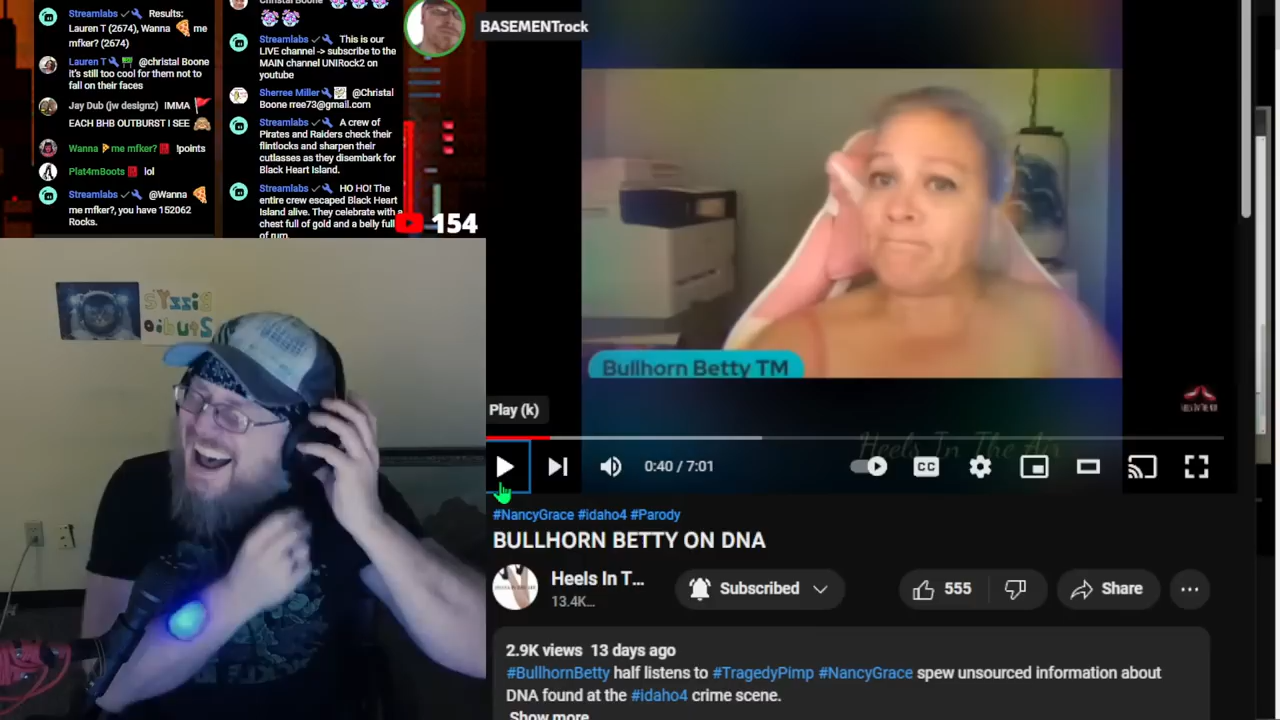 Streamlabs Results:
Lauren T (2674), Wanna me
mfker? (2674)
Lauren T @christal Boone
it's still too cool for them not to
fall on their faces
Jay Dub (jw designz) IMMA
EACH BHB OUTBURST I SEE
Wanna me mfker? !points
Plat4mBoots lol
Streamlabs @Wanna
me mfker?, you have 152062
Rocks.
Christal Boone
Streamlabs This is our
LIVE channel -> subscribe to the
MAIN channel UNIRock2 on
youtube
Sherree Miller @Christal
Boone rree73@gmail.com
Streamlabs A crew of
Pirates and Raiders check their
flintlocks and sharpen their
cutlasses as they disembark for
Black Heart Island.
Streamlabs HO HO! The
entire crew escaped Black Heart
Island alive. They celebrate with a
chest full of gold and a belly full
of rum.
154
BASEMENTrock
Bullhorn Betty TM
Play (k)
Heels In The Air
0:40 / 7:01
CC
#NancyGrace #idaho4 #Parody
BULLHORN BETTY ON DNA
Heels In T...
13.4K...
Subscribed
555
Share
2.9K views 13 days ago
#BullhornBetty half listens to #TragedyPimp #NancyGrace spew unsourced information about
DNA found at the #idaho4 crime scene.
Show more